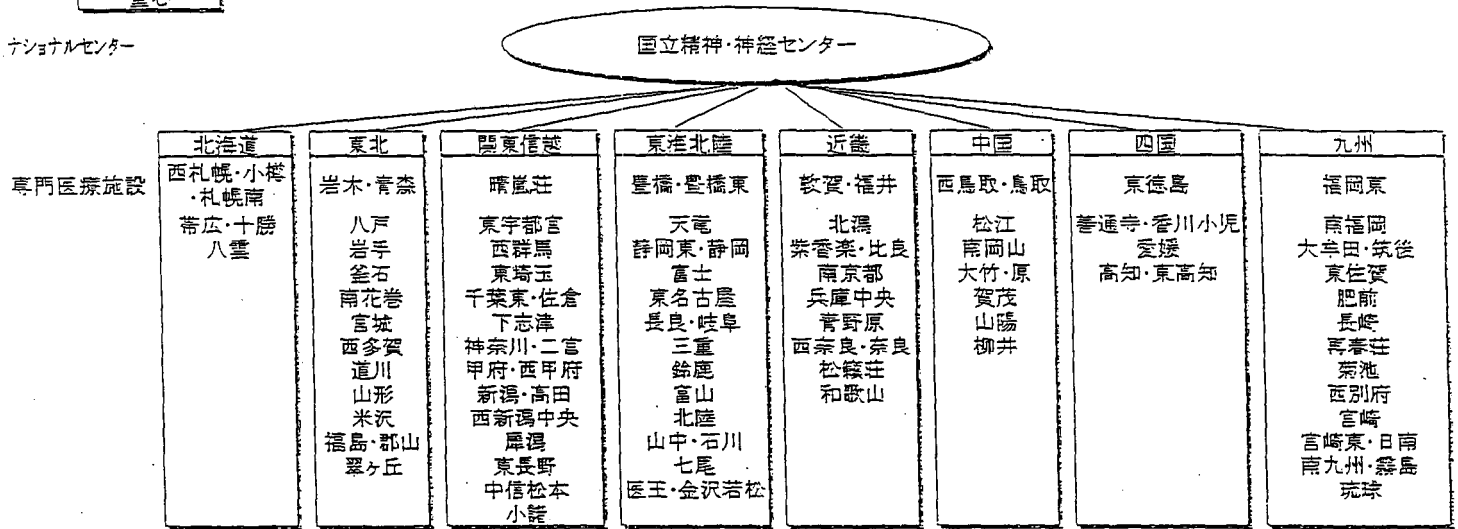 重心
ナショナルセンター
国立精神・神経センター
専門医療施設
北海道
西札幌・小樽
・札幌南
帯広・十勝
八雲
東北
岩木・青森
八戸
岩手
釜石
南花巻
宮城
西多賀
道川
山形
米沢
福島・郡山
翠ヶ丘
関東信越
晴嵐荘
東宇都宮
西群馬
東埼玉
千葉東・佐倉
下志津
神奈川・二宮
甲府・西甲府
新潟・高田
西新潟中央
犀潟
東長野
中信松本
小諸
東海北陸
豊橋・豊橋東
天竜
静岡東・静岡
富士
東名古屋
長良・岐阜
三重
鈴鹿
富山
北陸
山中・石川
七尾
医王・金沢若松
近畿
敦賀・福井
北潟
紫香楽・比良
南京都
兵庫中央
青野原
西奈良・奈良
松籟荘
和歌山
中国
西鳥取・鳥取
松江
南岡山
大竹・原
賀茂
山陽
柳井
四国
東徳島
善通寺・香川小児
愛媛
高知・東高知
九州
福岡東
南福岡
大牟田・筑後
東佐賀
肥前
長崎
再春荘
菊池
西別府
宮崎
宮崎東・日南
南九州・霧島
琉球